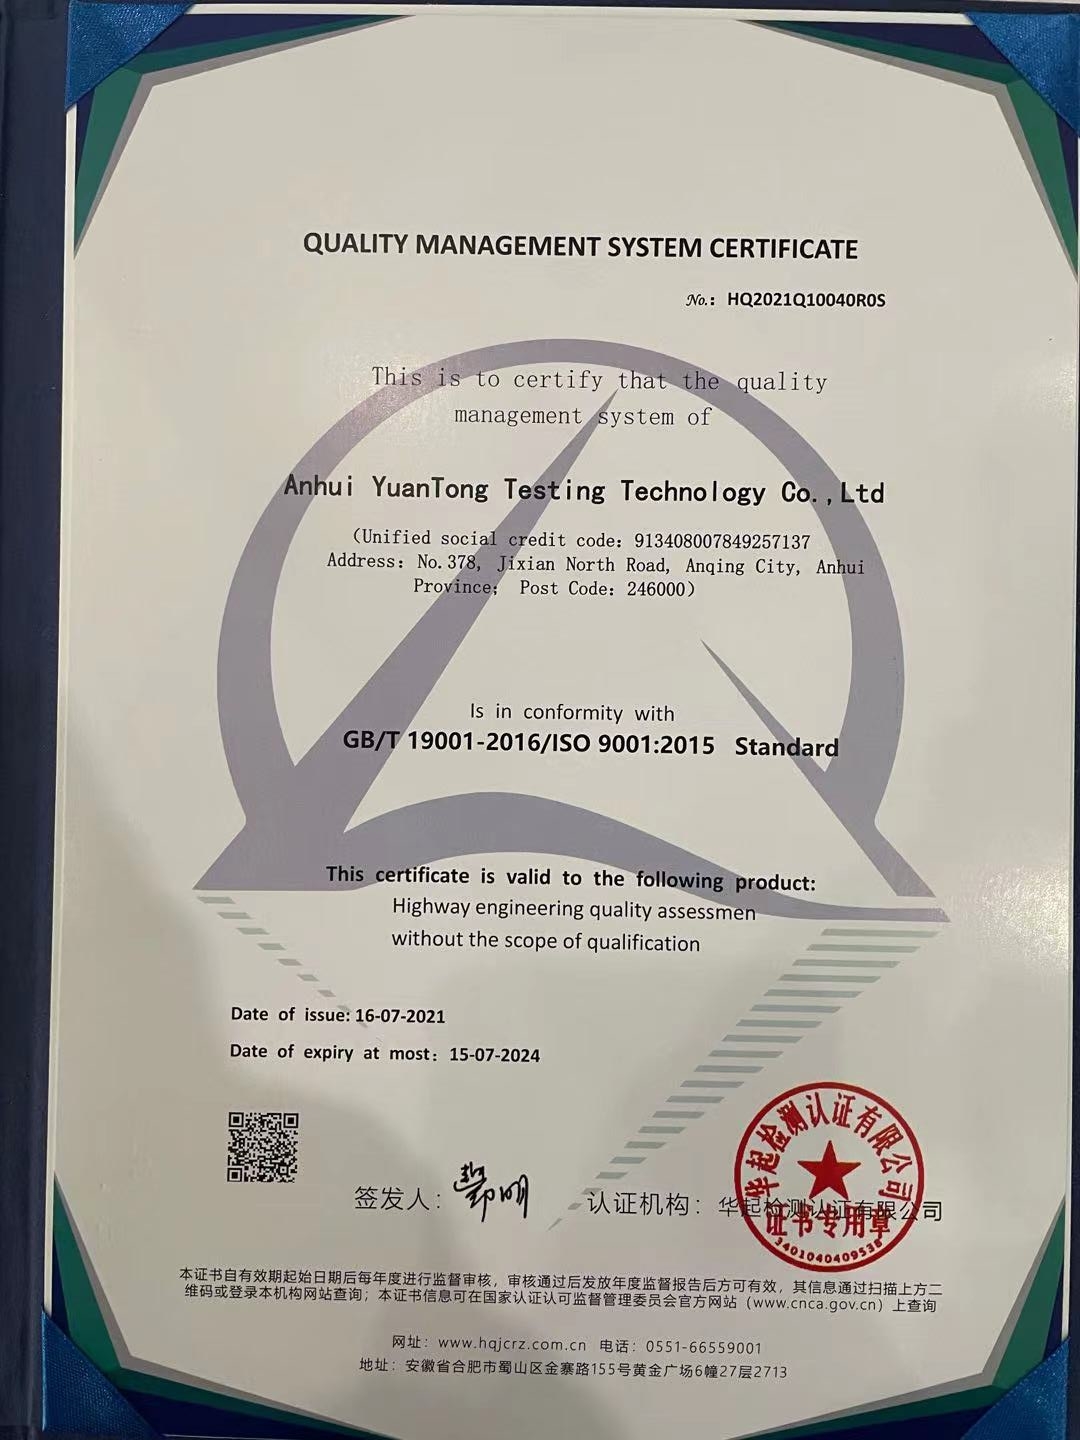 QUALITY MANAGEMENT SYSTEM CERTIFICATE
No.: HQ2021Q10040R0S
This is to certify that the quality
management system of
Anhui YuanTong Testing Technology Co.,Ltd
(Unified social credit code: 913408007849257137
Address: No.378, Jixian North Road, Anqing City, Anhui
Province; Post Code: 246000)
Is in conformity with
GB/T 19001-2016/ISO 9001:2015 Standard
This certificate is valid to the following product:
Highway engineering quality assessmen
without the scope of qualification
Date of issue: 16-07-2021
Date of expiry at most: 15-07-2024
签发人:
认证机构: 华起检测认证有限公司
华起检测认证有限公司
证书专用章
3401040409536
本证书自有效期起始日期后每年度进行监督审核，审核通过后发放年度监督报告后方可有效，其信息通过扫描上方二
维码或登录本机构网站查询；本证书信息可在国家认证认可监督管理委员会官方网站（www.cnca.gov.cn）上查询
网址: www.hqjcrz.com.cn 电话: 0551-66559001
地址: 安徽省合肥市蜀山区金寨路155号黄金广场6幢27层2713